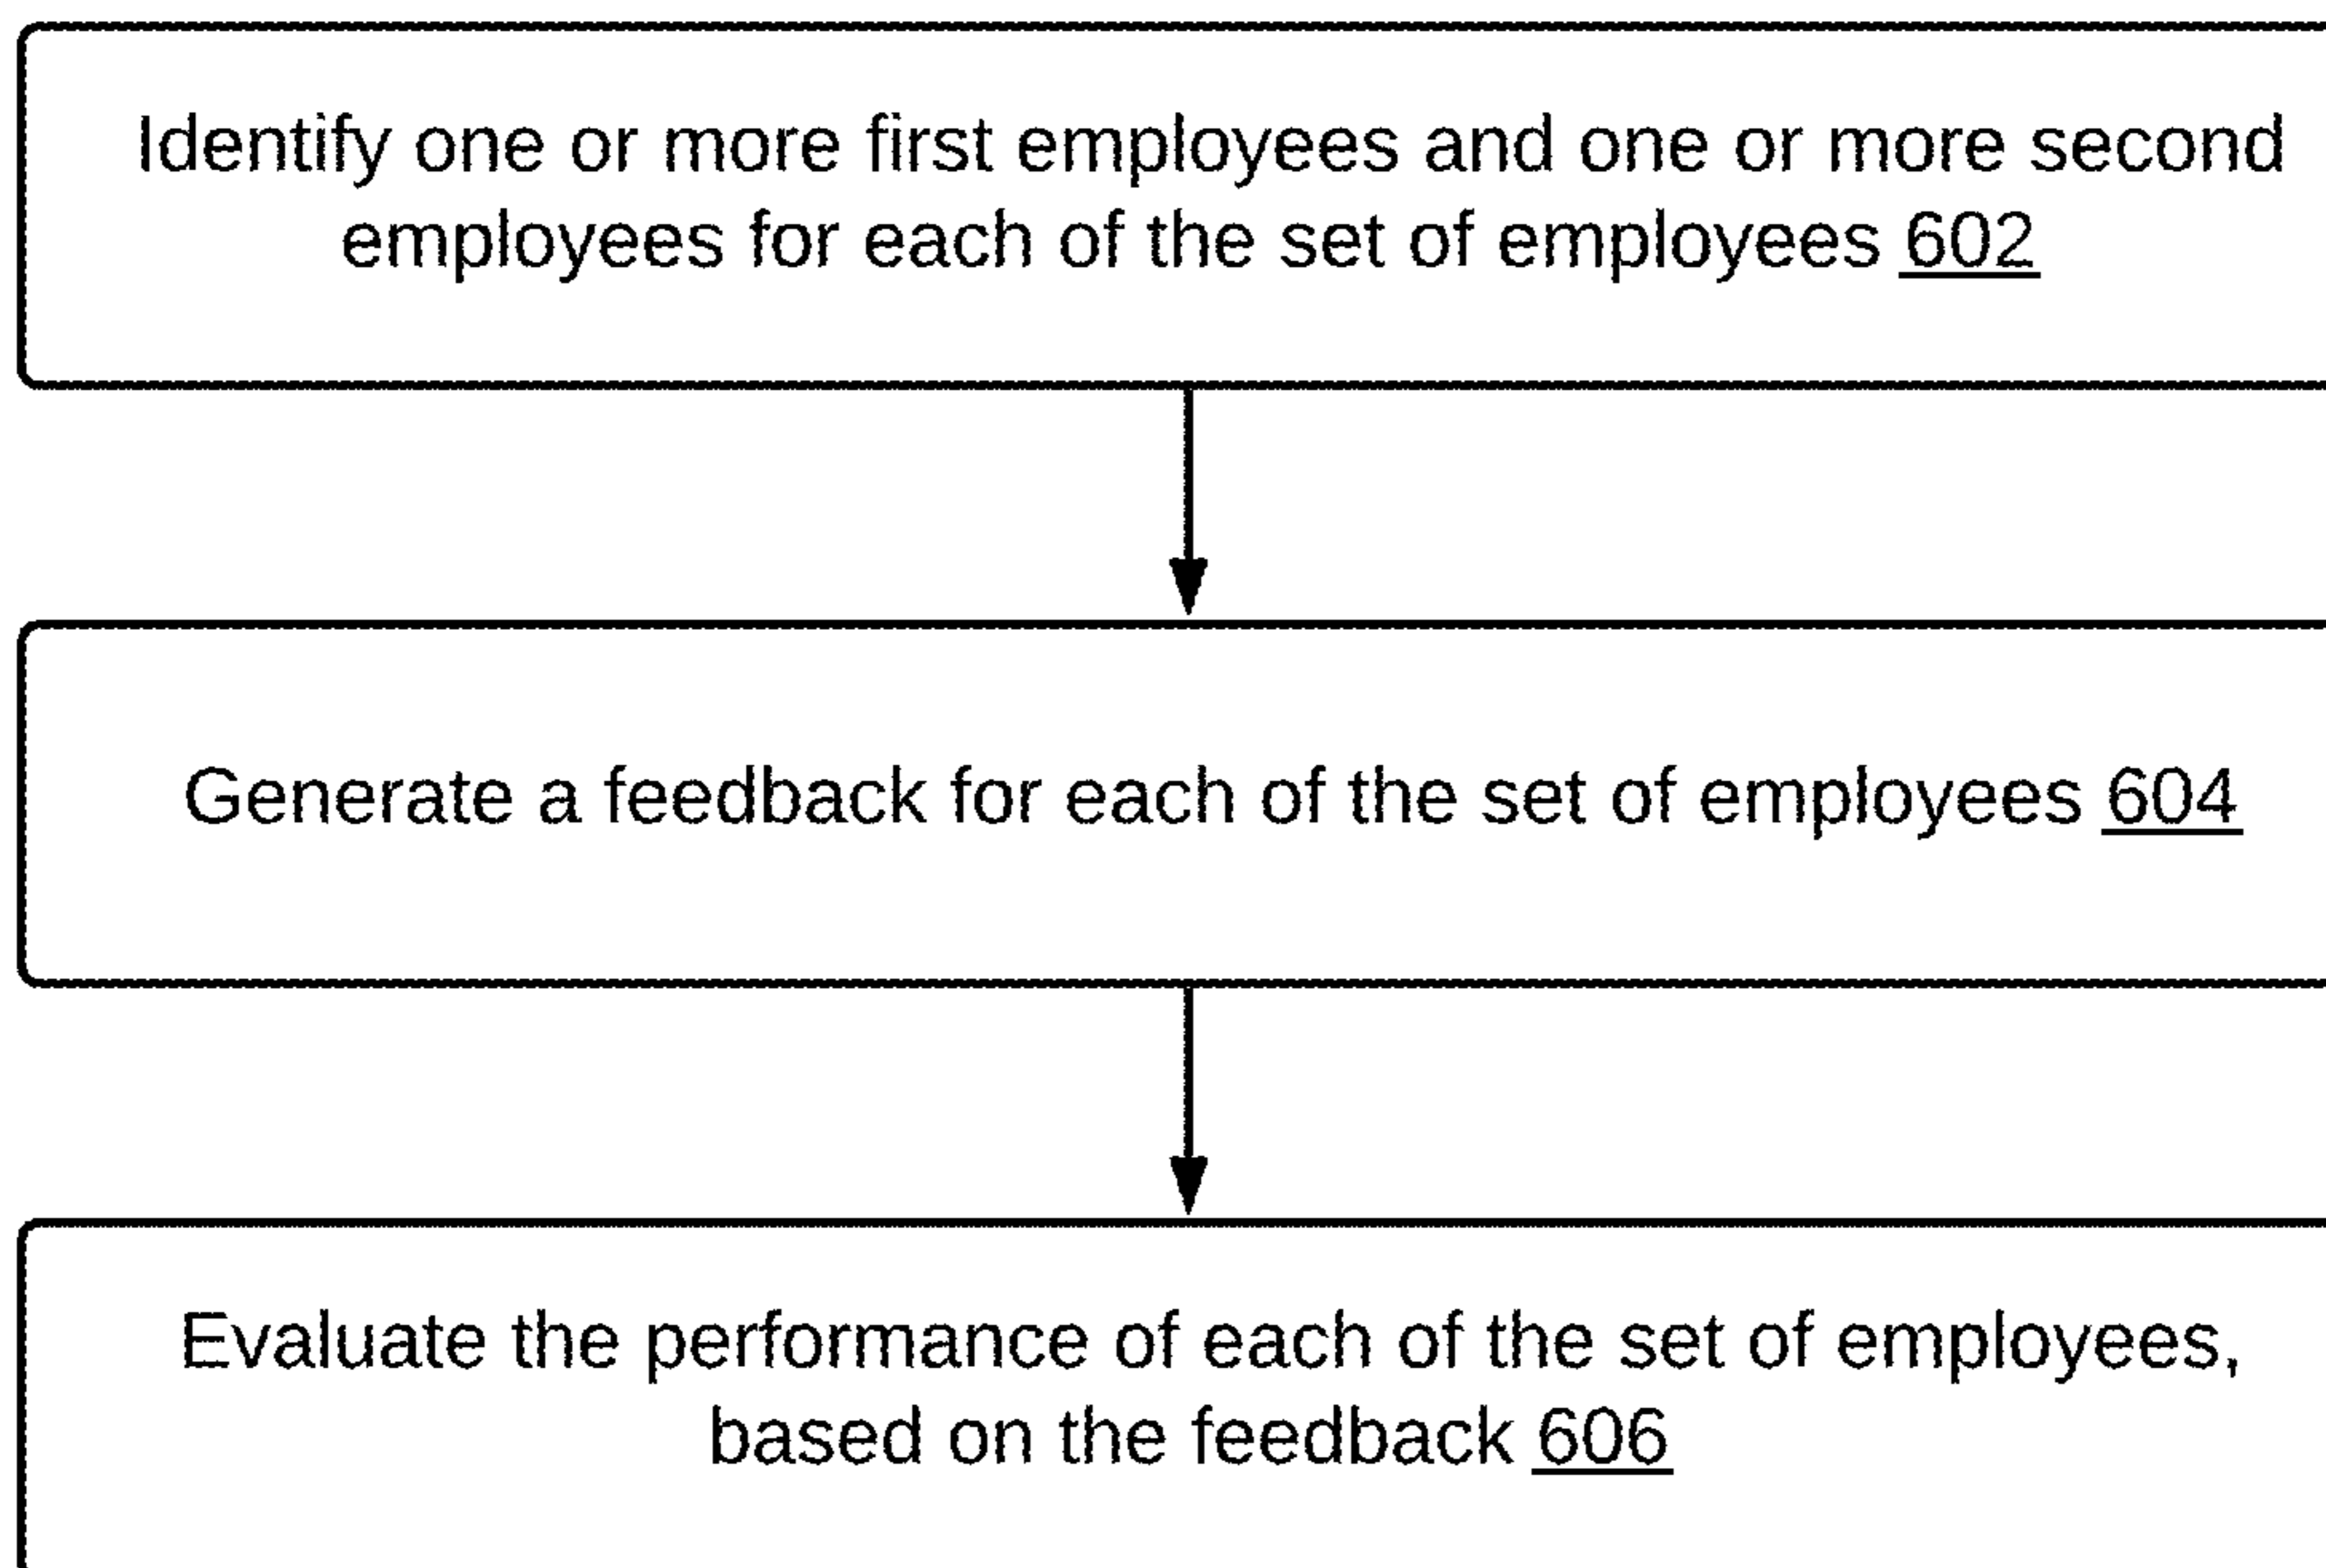 Identify one or more first employees and one or more second
employees for each of the set of employees 602
Generate a feedback for each of the set of employees 604
Evaluate the performance of each of the set of employees,
based on the feedback 606